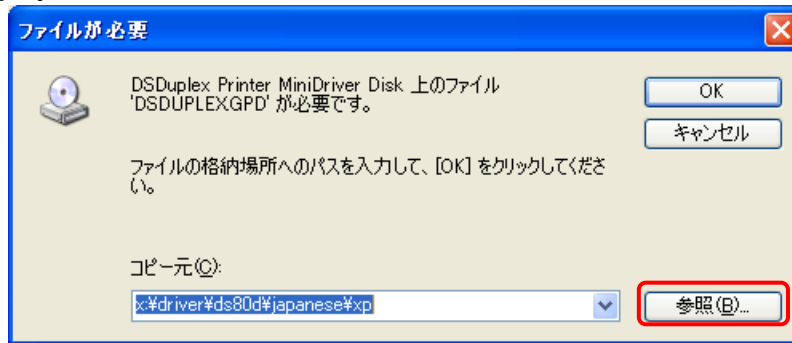 ファイルが必要
DSDuplex Printer MiniDriver Disk 上のファイル
'DSDUPLEXGPD' が必要です。
OK
キャンセル
ファイルの格納場所へのパスを入力して、[OK] をクリックしてくださ
い。
コピー元(C):
x:¥driver¥ds80d¥japanese¥xp
参照(B)...